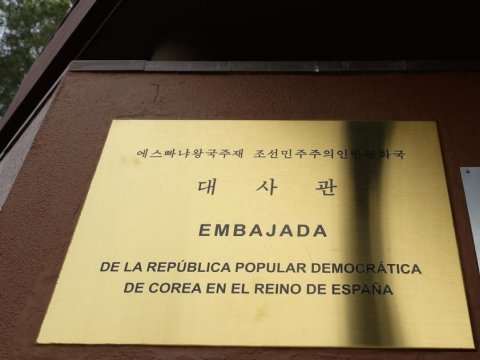 에스빠냐왕국주재 조선민주주의인민공화국
대 사 관
EMBAJADA
DE LA REPÚBLICA POPULAR DEMOCRÁTICA
DE COREA EN EL REINO DE ESPAÑA